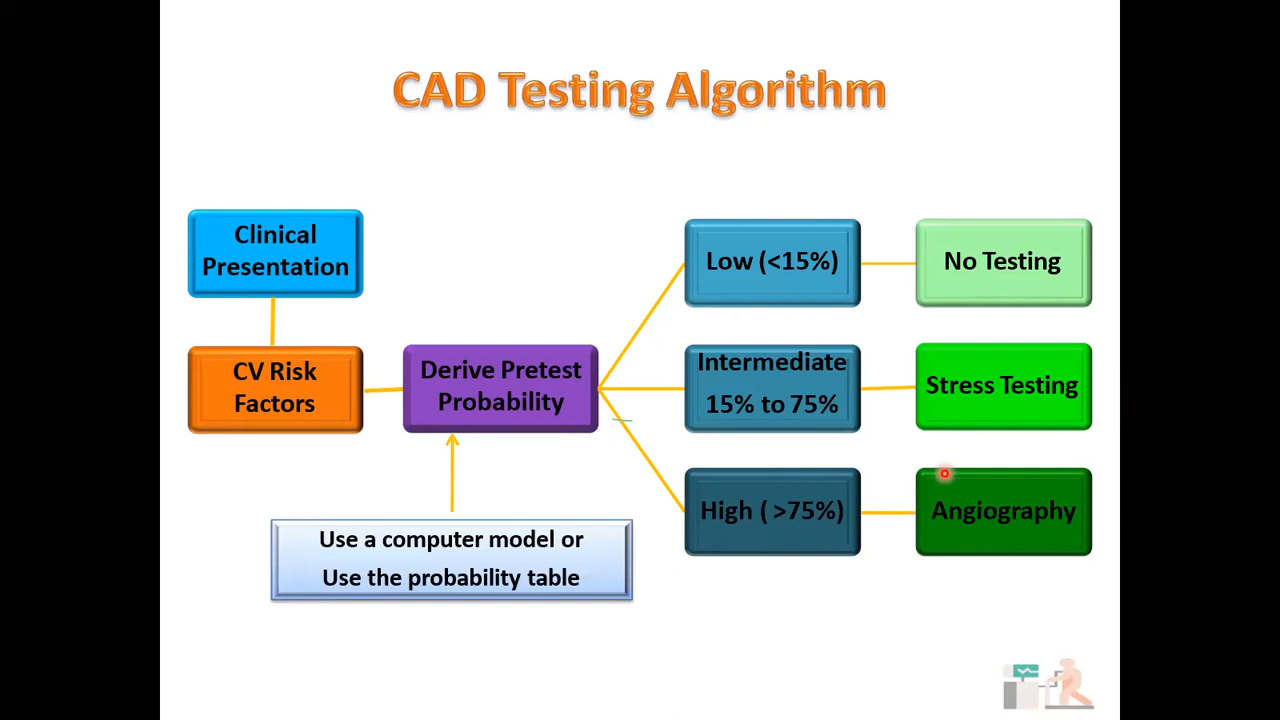 CAD Testing Algorithm
Clinical
Presentation
CV Risk
Factors
Derive Pretest
Probability
Use a computer model or
Use the probability table
Low (<15%)
No Testing
Intermediate
15% to 75%
Stress Testing
High ( >75%)
Angiography